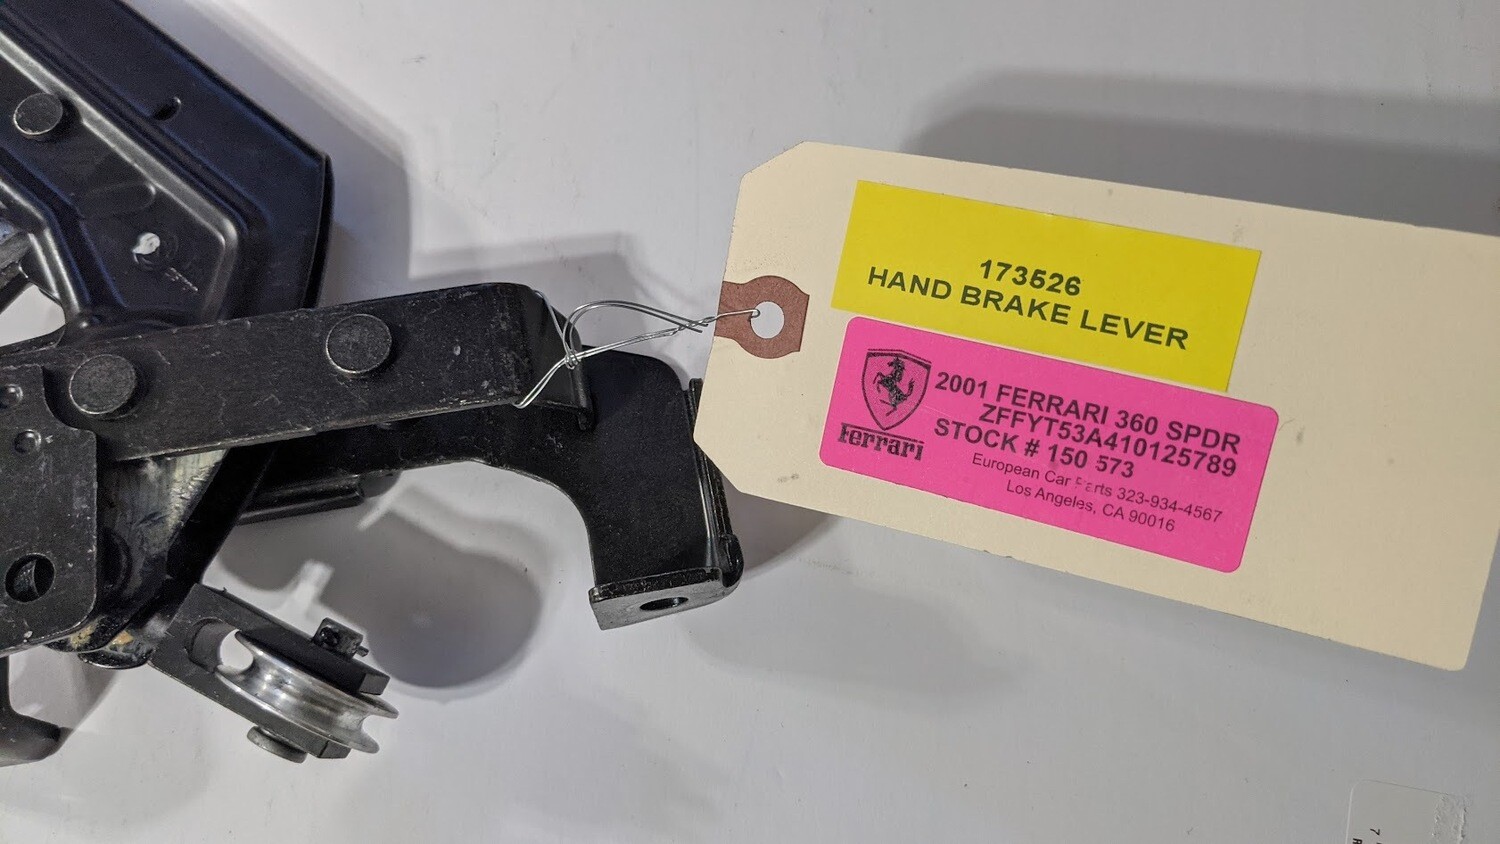 173526
HAND BRAKE LEVER
Ferrari
2001 FERRARI 360 SPDR
ZFFYT53A410125789
STOCK # 150 573
European Car Parts 323-934-4567
Los Angeles, CA 90016